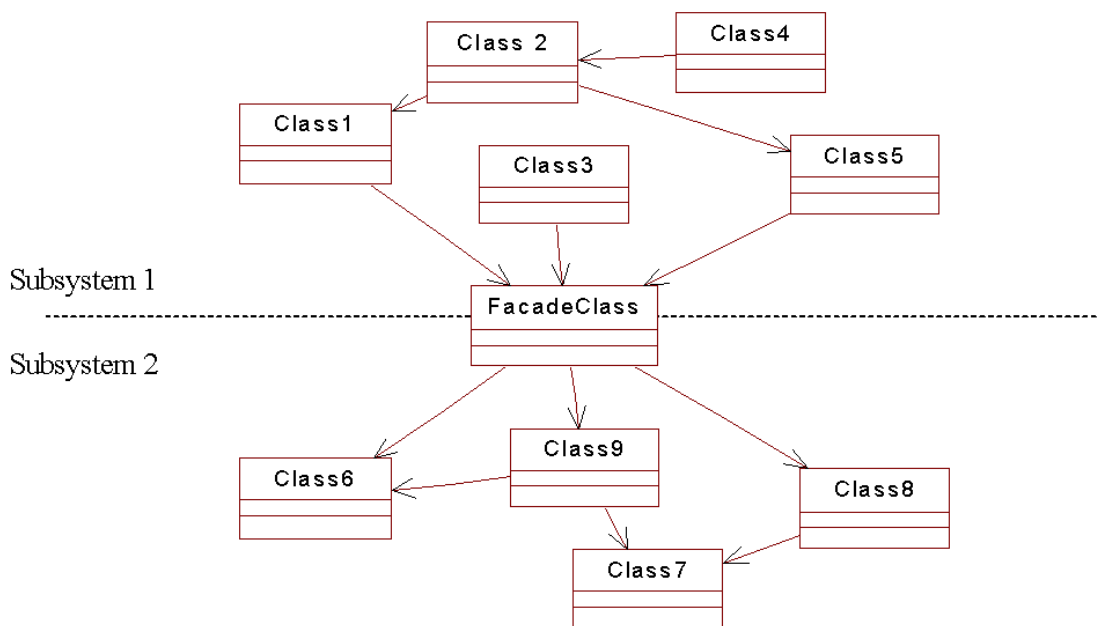 Class 2
Class4
Class1
Class3
Class5
Subsystem 1
FacadeClass
Subsystem 2
Class9
Class6
Class8
Class7